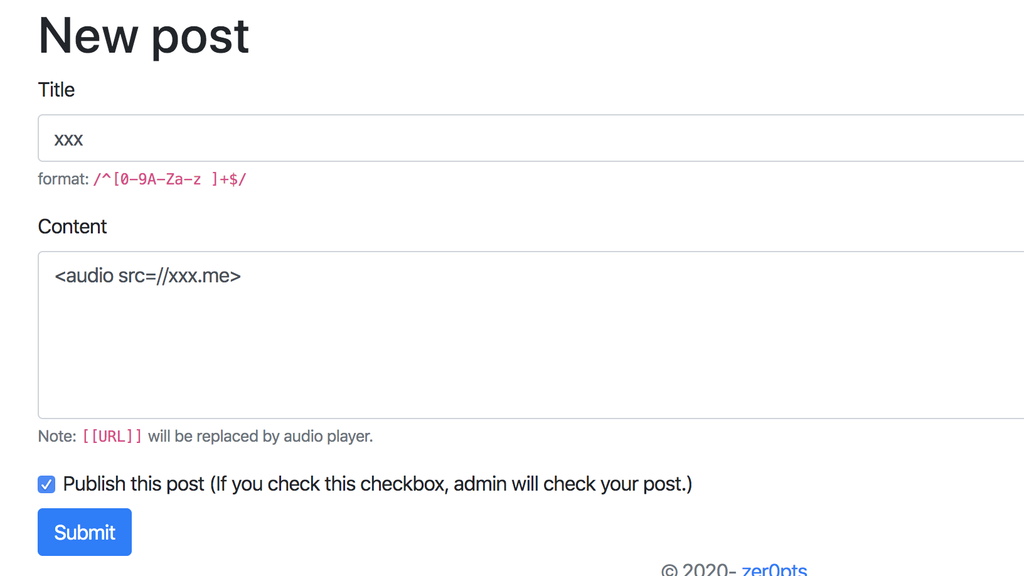 New post
Title
xxx
format: /^[0-9A-Za-z ]+$/
Content
<audio src=//xxx.me>
Note: [[URL]] will be replaced by audio player.
Publish this post (If you check this checkbox, admin will check your post.)
Submit
© 2020- zer0pts